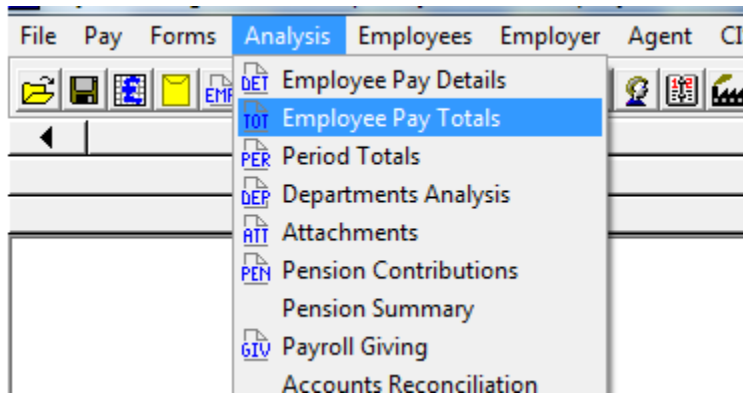 File Pay Forms Analysis Employees Employer Agent CI
EMP
DET Employee Pay Details
TOT Employee Pay Totals
PER Period Totals
DEP Departments Analysis
ATT Attachments
PEN Pension Contributions
Pension Summary
GIV Payroll Giving
Accounts Reconciliation